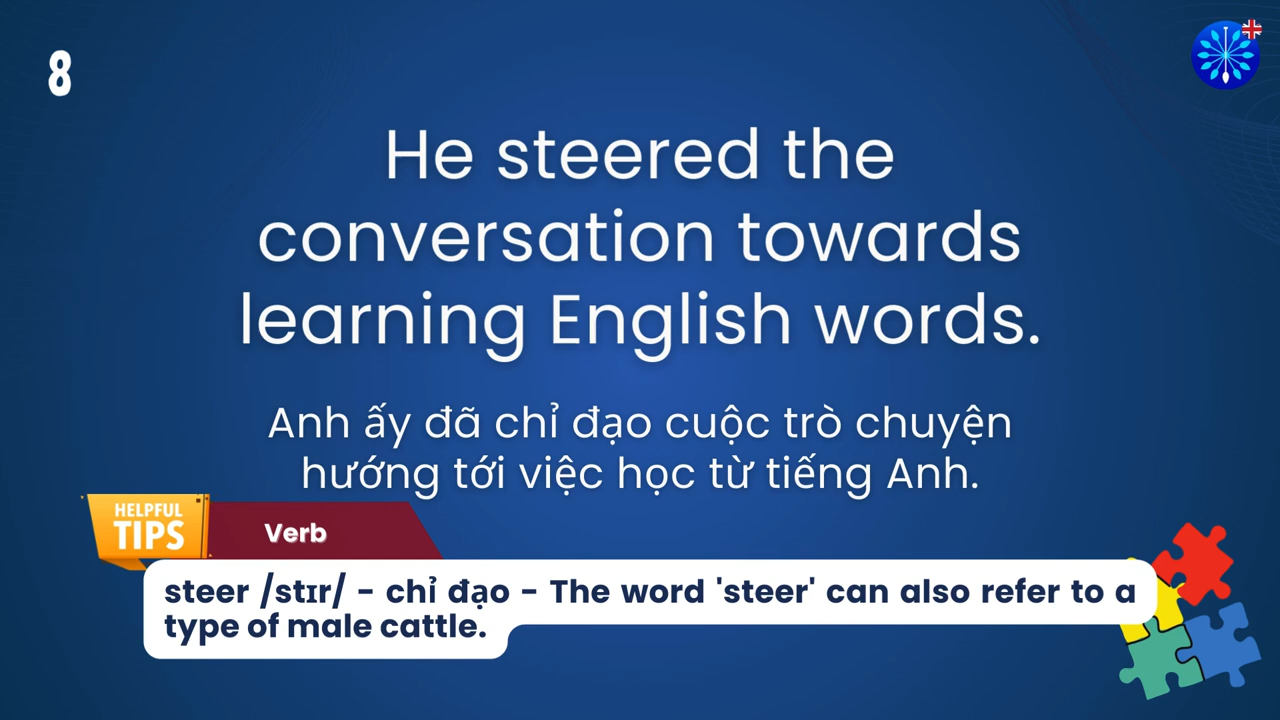 8
He steered the
conversation towards
learning English words.
Anh ấy đã chỉ đạo cuộc trò chuyện
hướng tới việc học từ tiếng Anh.
HELPFUL
TIPS
Verb
steer /stɪr/ - chỉ đạo - The word 'steer' can also refer to a
type of male cattle.